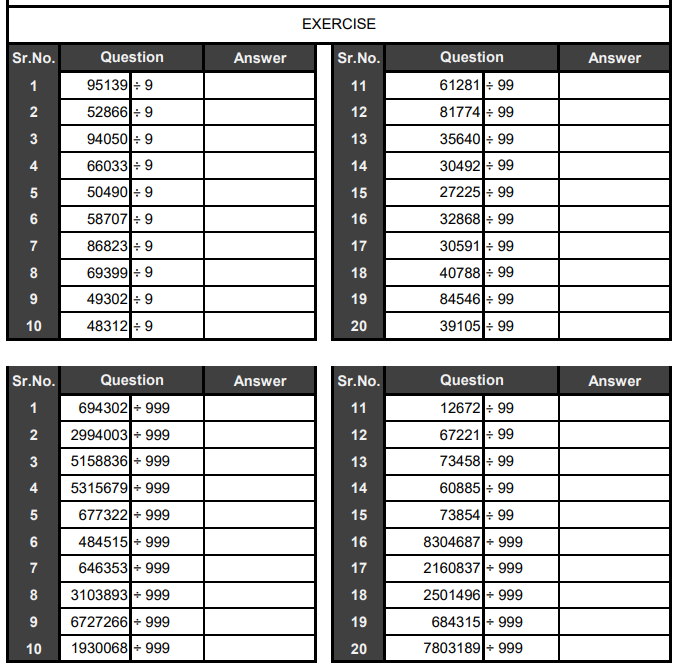 EXERCISE
Sr.No. Question Answer Sr.No. Question Answer
1 95139 ÷ 9 11 61281 ÷ 99
2 52866 ÷ 9 12 81774 ÷ 99
3 94050 ÷ 9 13 35640 ÷ 99
4 66033 ÷ 9 14 30492 ÷ 99
5 50490 ÷ 9 15 27225 ÷ 99
6 58707 ÷ 9 16 32868 ÷ 99
7 86823 ÷ 9 17 30591 ÷ 99
8 69399 ÷ 9 18 40788 ÷ 99
9 49302 ÷ 9 19 84546 ÷ 99
10 48312 ÷ 9 20 39105 ÷ 99
Sr.No. Question Answer Sr.No. Question Answer
1 694302 ÷ 999 11 12672 ÷ 99
2 2994003 ÷ 999 12 67221 ÷ 99
3 5158836 ÷ 999 13 73458 ÷ 99
4 5315679 ÷ 999 14 60885 ÷ 99
5 677322 ÷ 999 15 73854 ÷ 99
6 484515 ÷ 999 16 8304687 ÷ 999
7 646353 ÷ 999 17 2160837 ÷ 999
8 3103893 ÷ 999 18 2501496 ÷ 999
9 6727266 ÷ 999 19 684315 ÷ 999
10 1930068 ÷ 999 20 7803189 ÷ 999